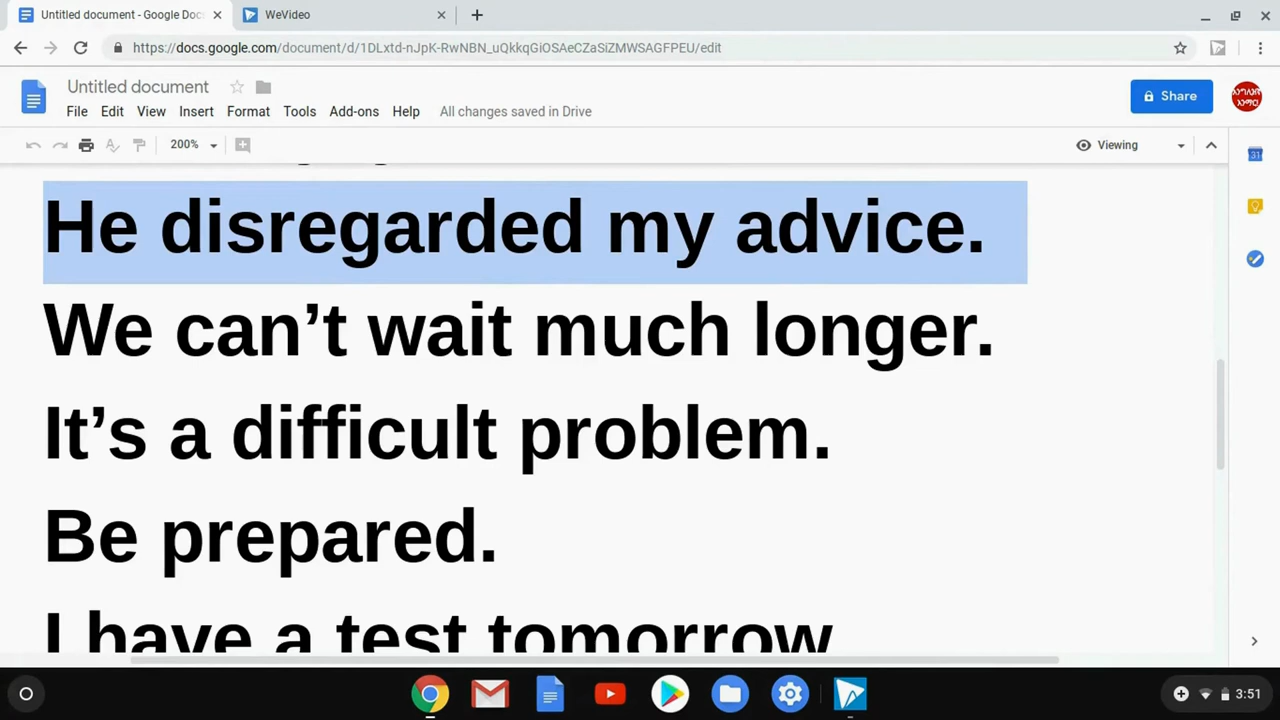 Untitled document - Google Doc
WeVideo
https://docs.google.com/document/d/1DLxtd-nJpK-RwNBN_uQkkqGiOSAeCZaSiZMWSAGFPEU/edit
Untitled document
File Edit View Insert Format Tools Add-ons Help All changes saved in Drive
Share
200%
Viewing
31
He disregarded my advice.
We can’t wait much longer.
It’s a difficult problem.
Be prepared.
I have a test tomorrow
3:51